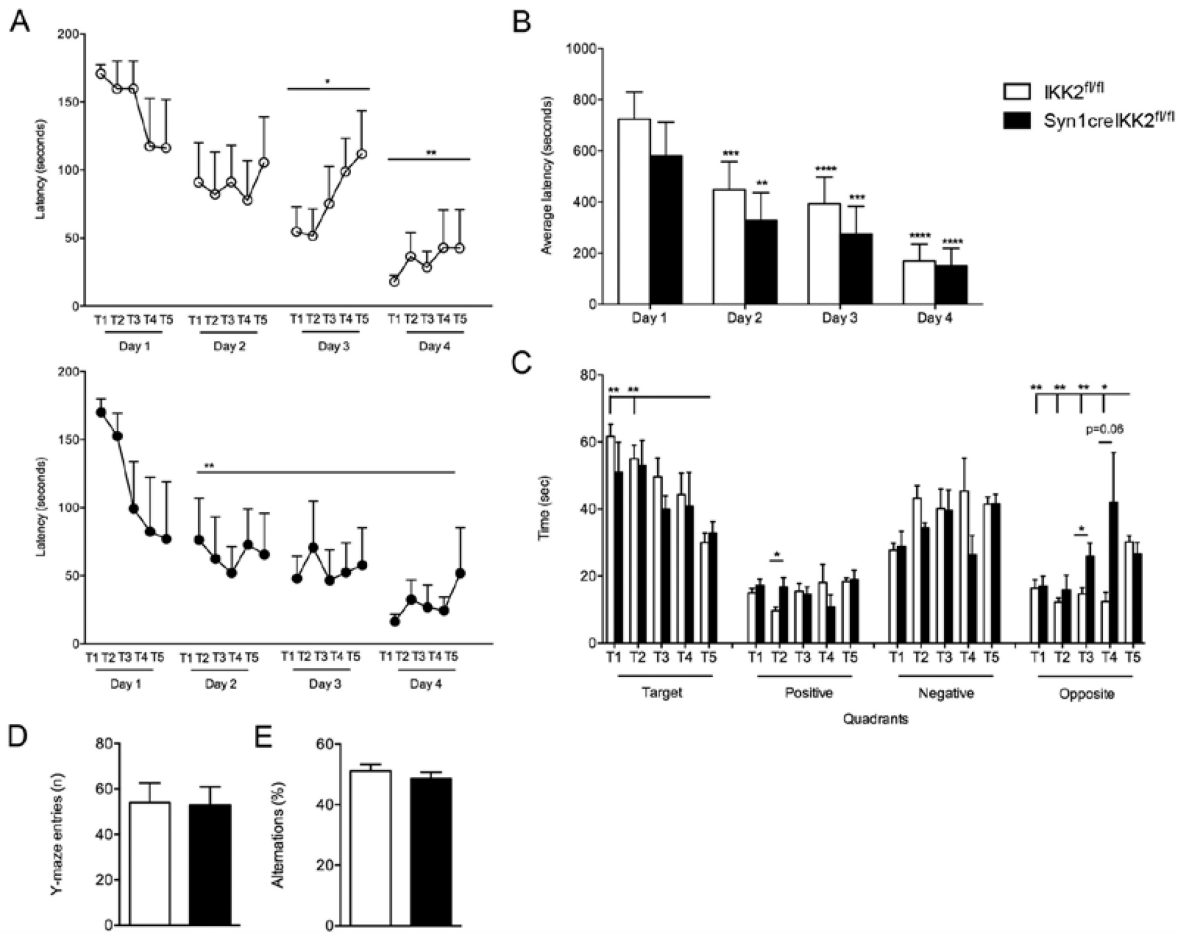 A
Latency (seconds)
200
150
100
50
0
*
**
T1 T2 T3 T4 T5 T1 T2 T3 T4 T5 T1 T2 T3 T4 T5 T1 T2 T3 T4 T5
Day 1 Day 2 Day 3 Day 4
Latency (seconds)
200
150
100
50
0
**
T1 T2 T3 T4 T5 T1 T2 T3 T4 T5 T1 T2 T3 T4 T5 T1 T2 T3 T4 T5
Day 1 Day 2 Day 3 Day 4
B
Average latency (seconds)
1000
800
600
400
200
0
*** ** **** *** **** ****
Day 1 Day 2 Day 3 Day 4
IKK2fl/fl
Syn1creIKK2fl/fl
C
Time (sec)
80
60
40
20
0
** ** ** ** ** *
p=0.06
* *
T1 T2 T3 T4 T5 T1 T2 T3 T4 T5 T1 T2 T3 T4 T5 T1 T2 T3 T4 T5
Target Positive Negative Opposite
Quadrants
D
Y-maze entries (n)
80
60
40
20
0
E
Alternations (%)
60
40
20
0